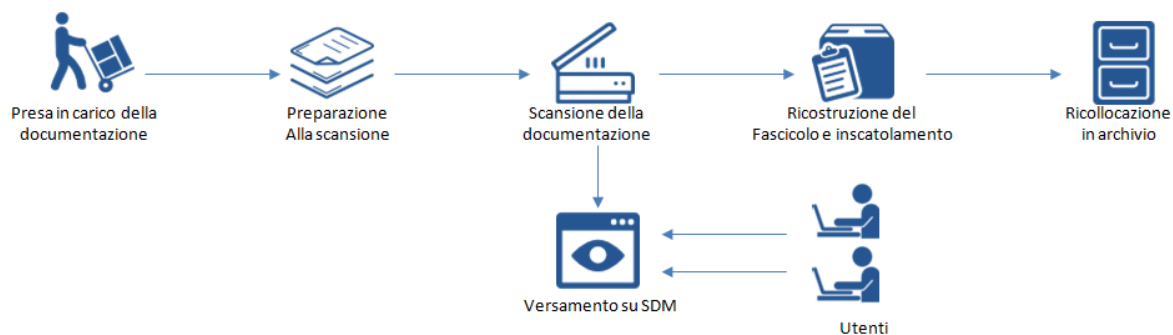 Presa in carico della
documentazione
Preparazione
Alla scansione
Scansione della
documentazione
Ricostruzione del
Fascicolo e inscatolamento
Ricollocazione
in archivio
Versamento su SDM
Utenti